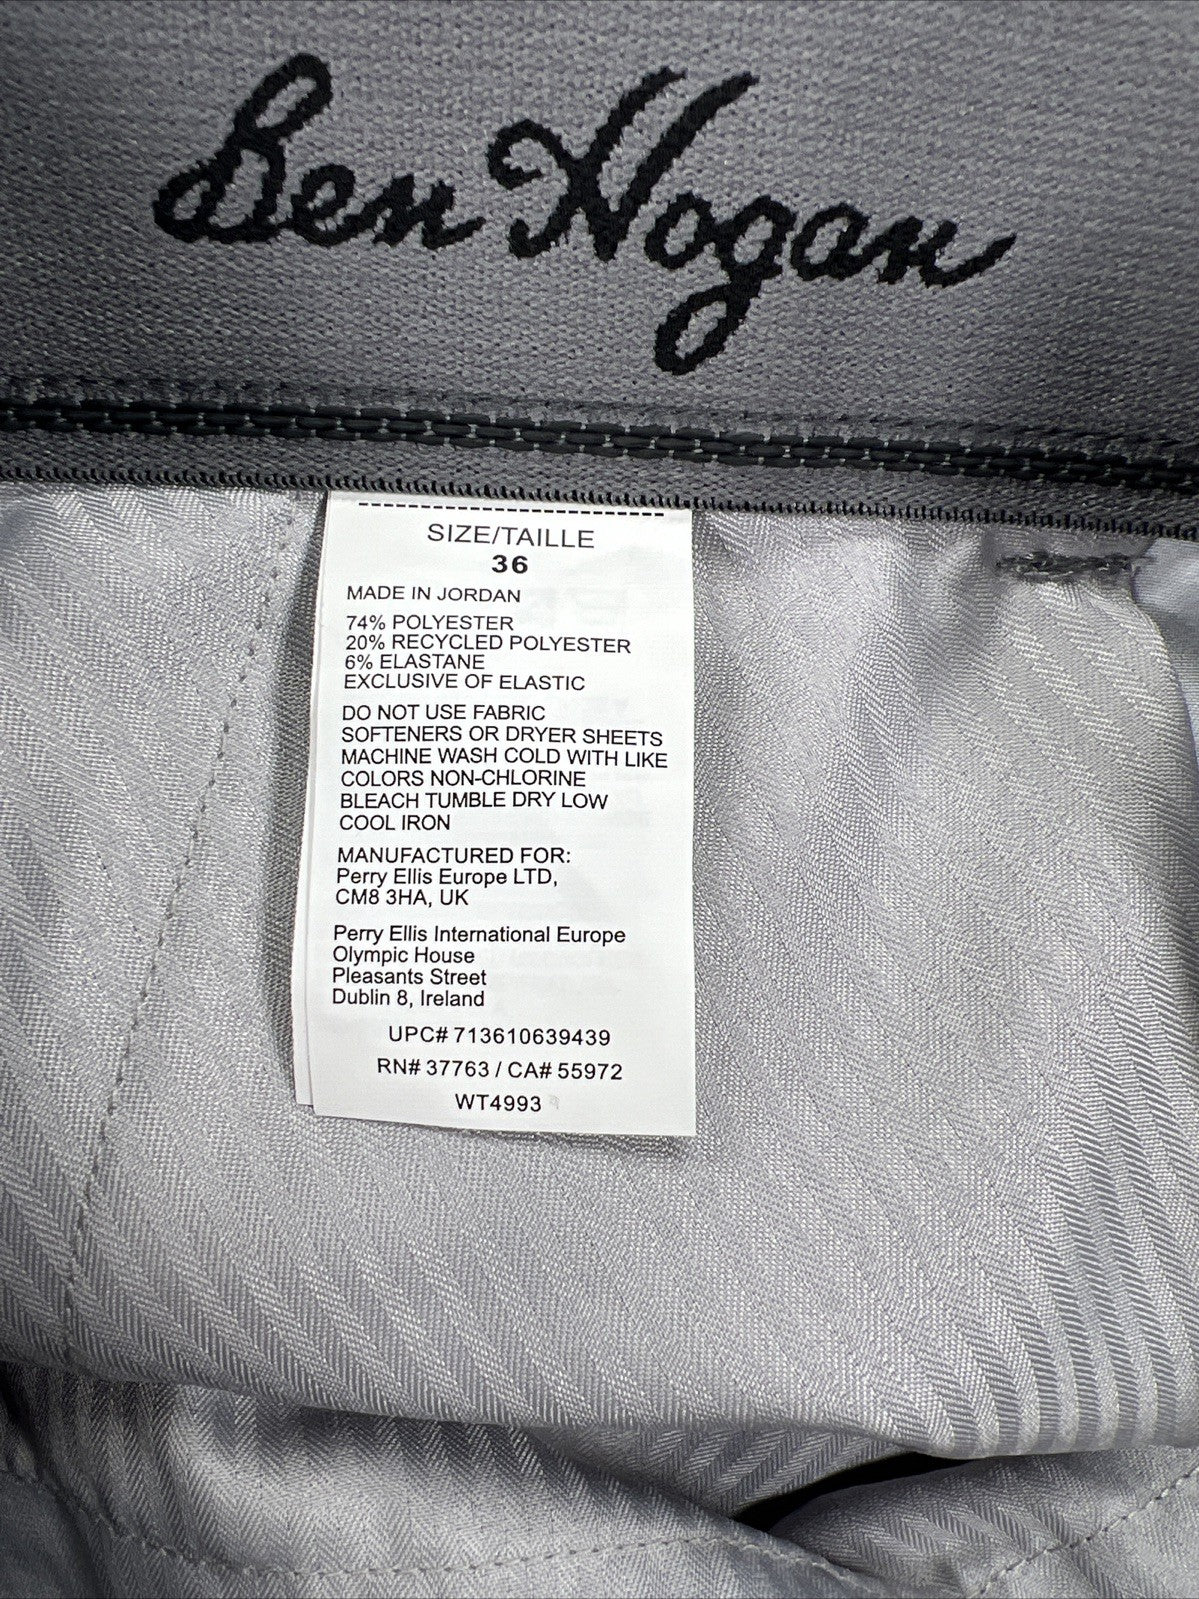 Ben Hogan
SIZE/TAILLE
36
MADE IN JORDAN
74% POLYESTER
20% RECYCLED POLYESTER
6% ELASTANE
EXCLUSIVE OF ELASTIC
DO NOT USE FABRIC
SOFTENERS OR DRYER SHEETS
MACHINE WASH COLD WITH LIKE
COLORS NON-CHLORINE
BLEACH TUMBLE DRY LOW
COOL IRON
MANUFACTURED FOR:
Perry Ellis Europe LTD,
CM8 3HA, UK
Perry Ellis International Europe
Olympic House
Pleasants Street
Dublin 8, Ireland
UPC# 713610639439
RN# 37763 / CA# 55972
WT4993